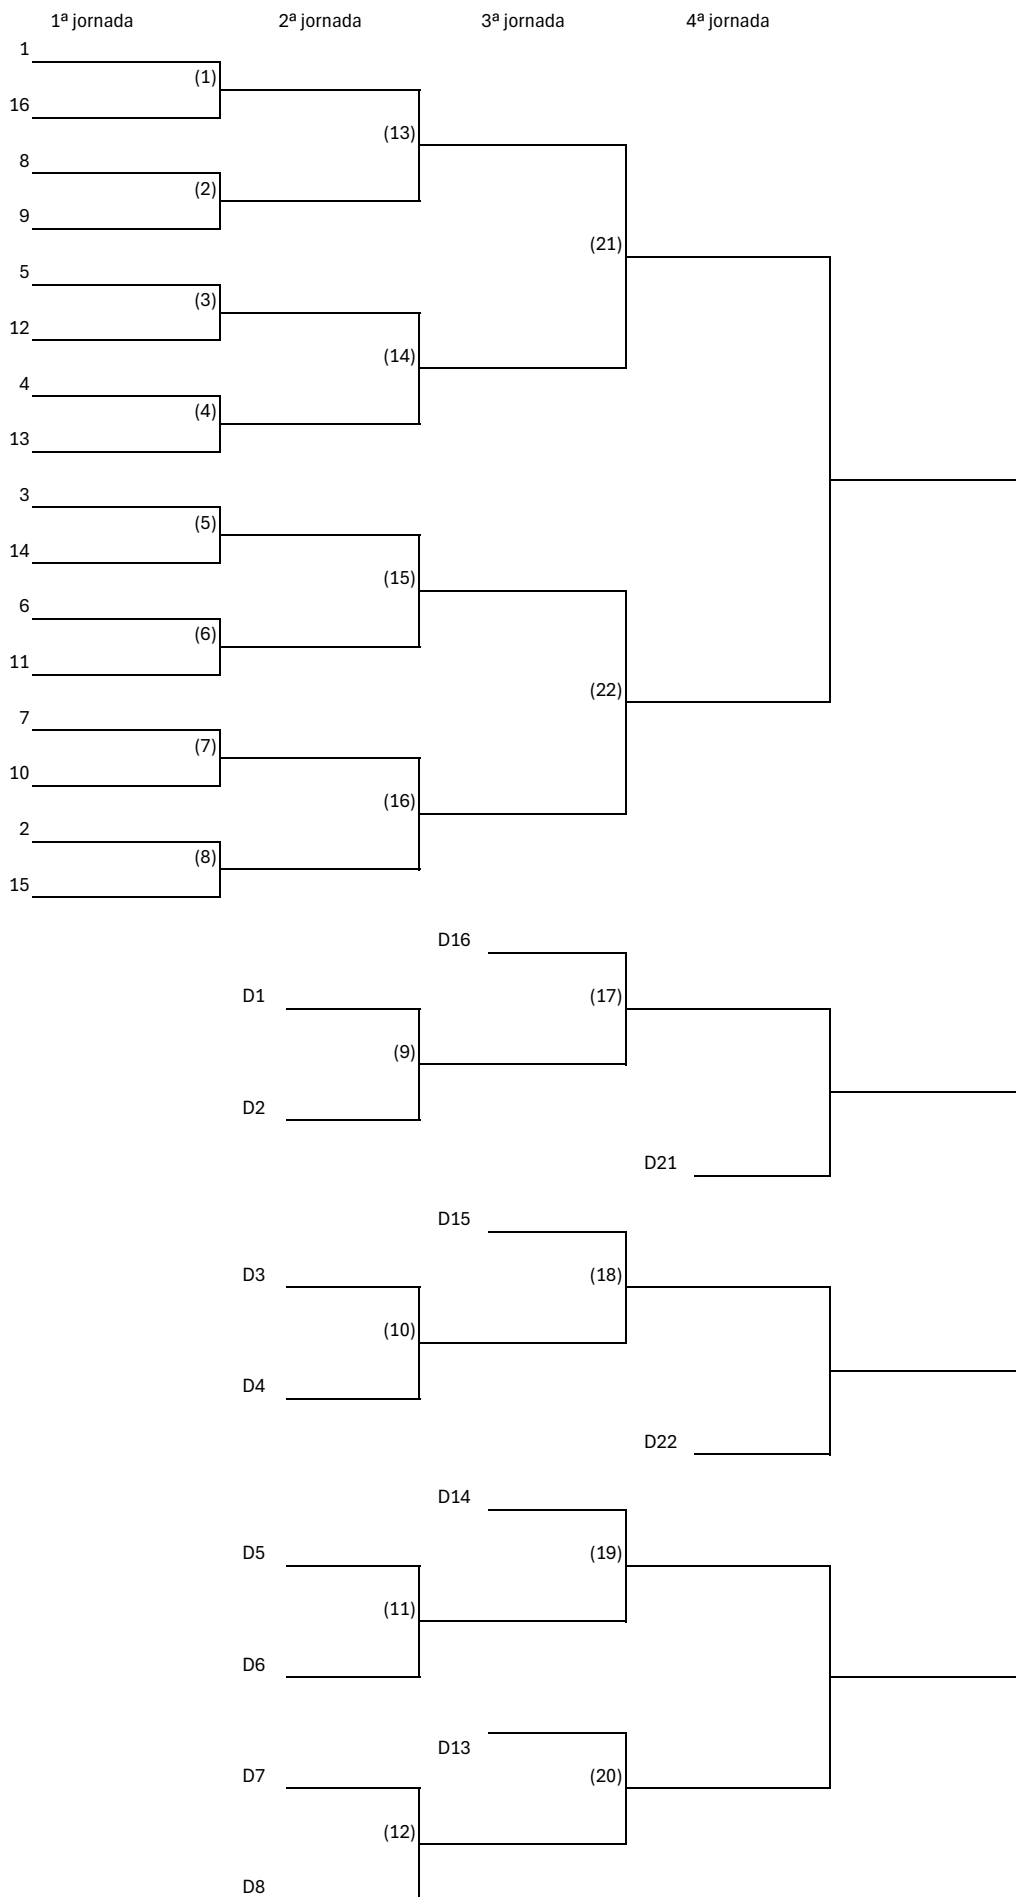 1ª jornada 2ª jornada 3ª jornada 4ª jornada
1
(1)
16
(13)
8
(2)
9
(21)
5
(3)
12
(14)
4
(4)
13
3
(5)
14
(15)
6
(6)
11
(22)
7
(7)
10
(16)
2
(8)
15
D16
D1 (17)
(9)
D2
D21
D15
D3 (18)
(10)
D4
D22
D14
D5 (19)
(11)
D6
D13
D7 (20)
(12)
D8